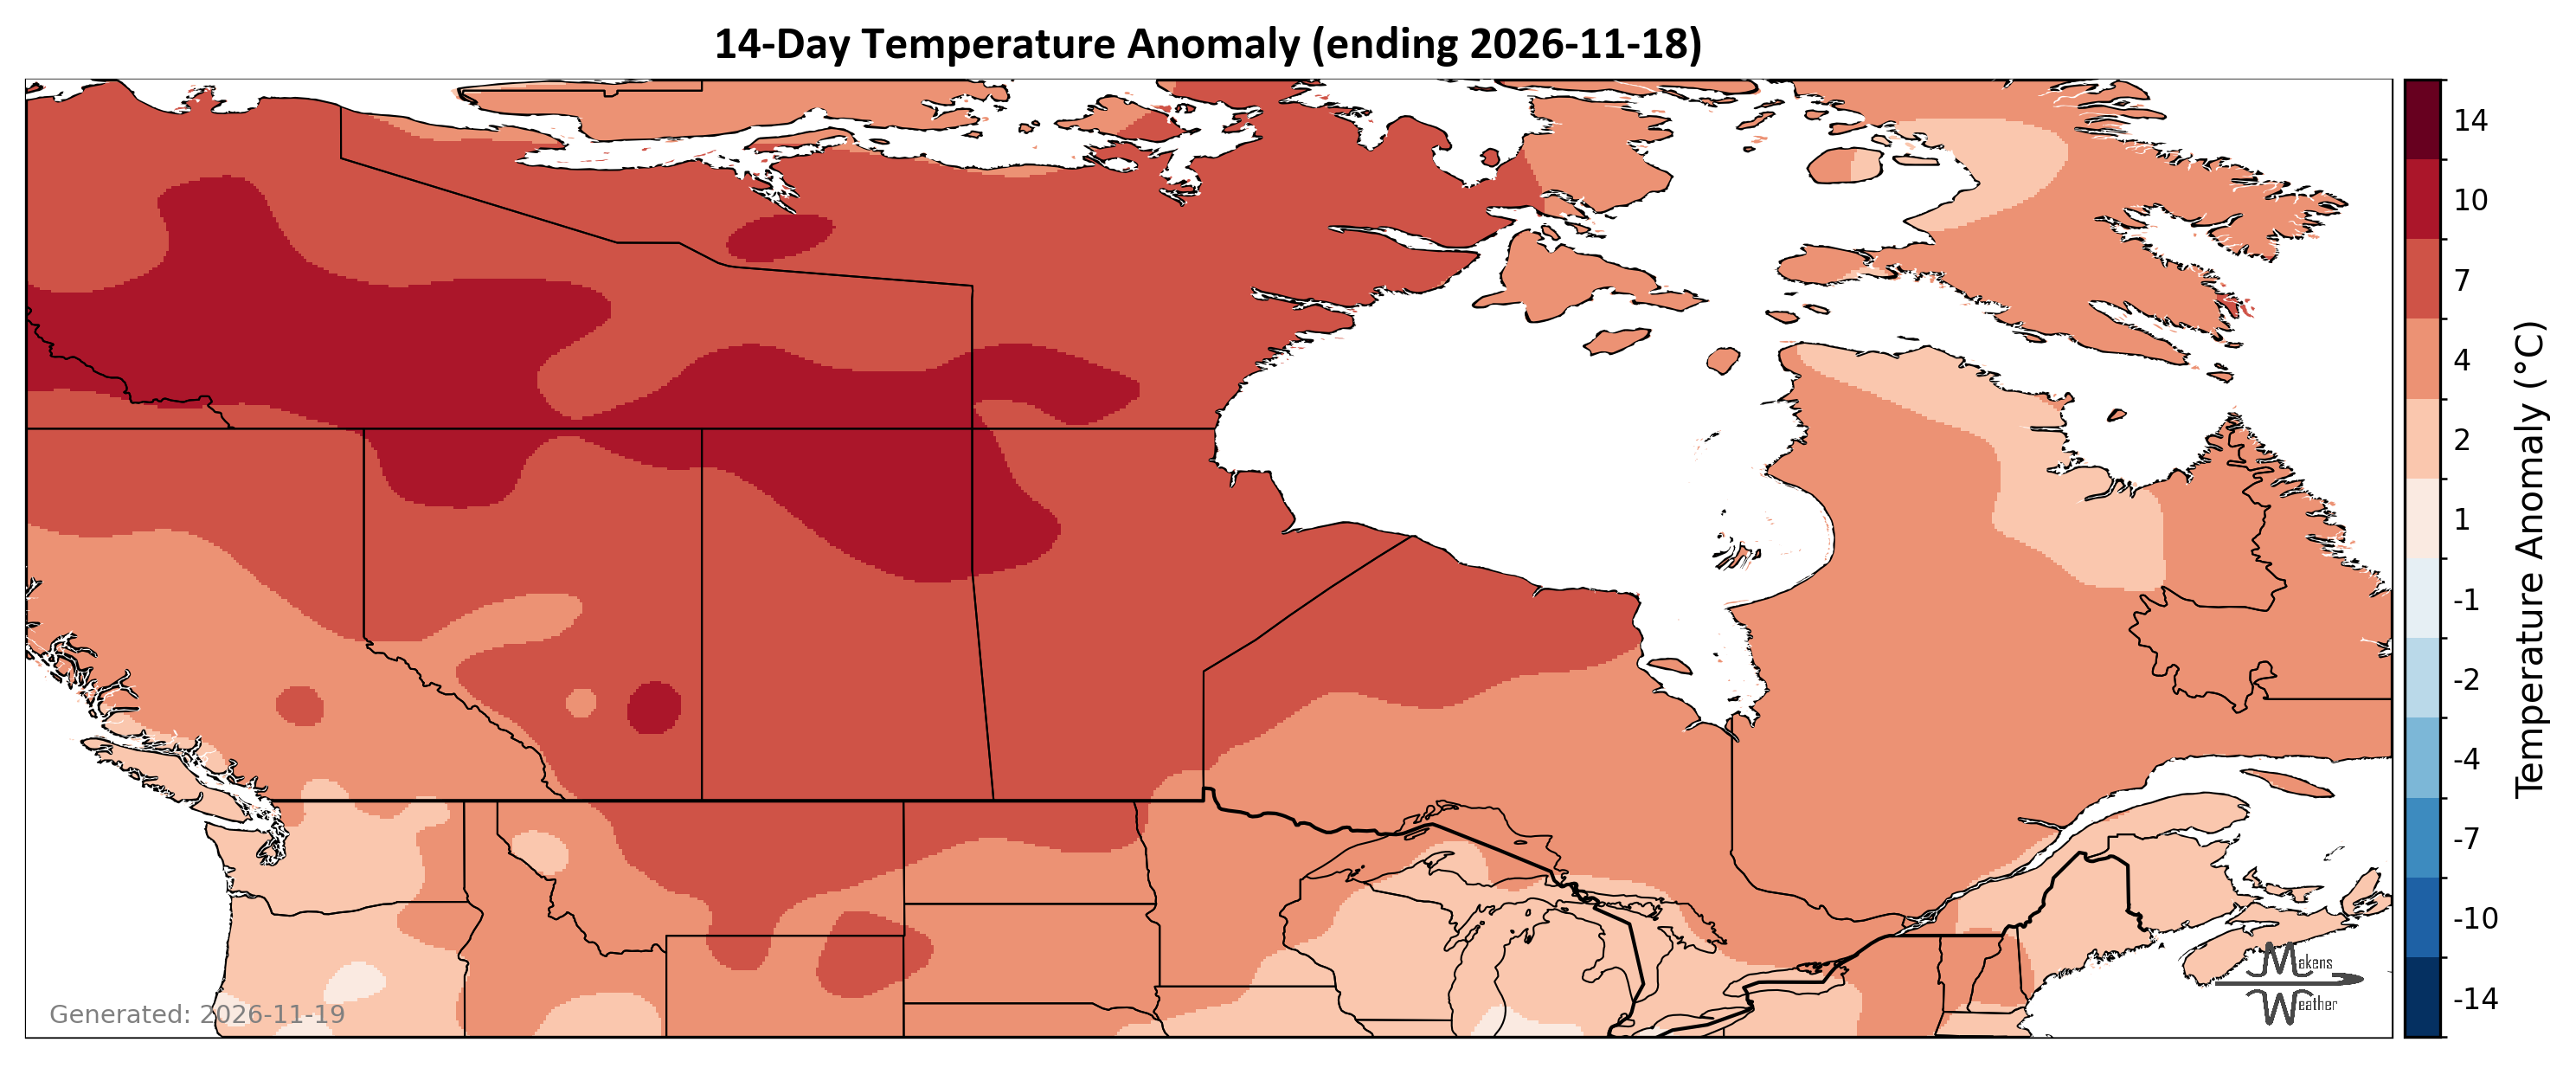 14-Day Temperature Anomaly (ending 2026-11-18)
14
10
7
4
2
1
-1
-2
-4
-7
-10
-14
Temperature Anomaly (°C)
Generated: 2026-11-19
Makens
Weather